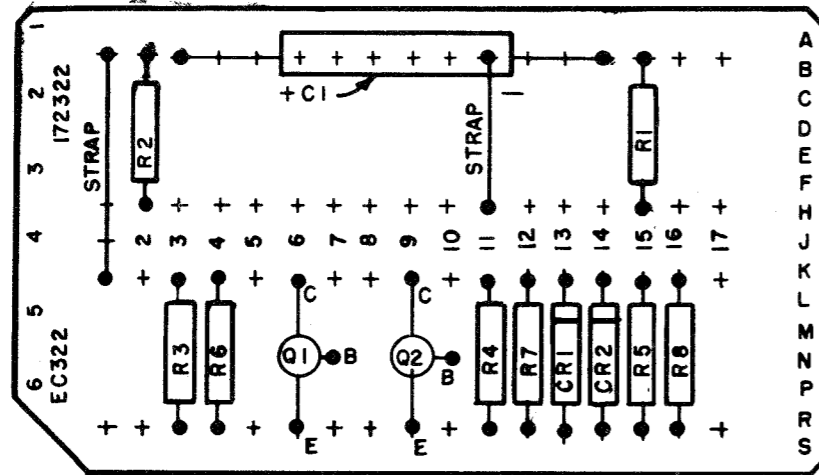 1 2 3 4 5 6
172322
EC322
A
B
C
D
E
F
H
J
K
L
M
N
P
R
S
+ C1 –
STRAP
R2
STRAP
R1
2 3 4 5 6 7 8 9 10 11 12 13 14 15 16 17
C
C
R3 R6 Q1 B Q2 B R4 R7 CR1 CR2 R5 R8
E
E